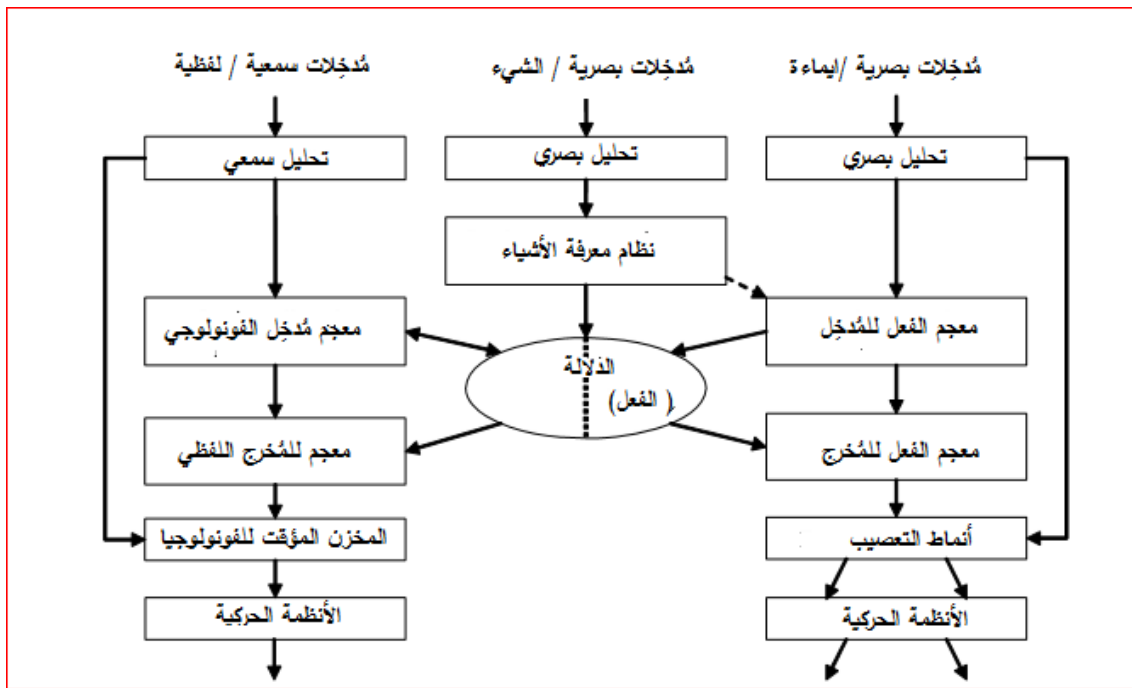 مُدخِلات بصرية /ايماءة
مُدخِلات بصرية / الشيء
مُدخِلات سمعية / لفظية
تحليل بصري
تحليل بصري
تحليل سمعي
نظام معرفة الأشياء
معجم الفعل للمُدخِل
معجم مُدخِل الفونولوجي
الدلالة
( الفعل)
معجم الفعل للمُخرج
معجم للمُخرج اللفظي
أنماط التعصيب
المخزن المؤقت للفونولوجيا
الأنظمة الحركية
الأنظمة الحركية